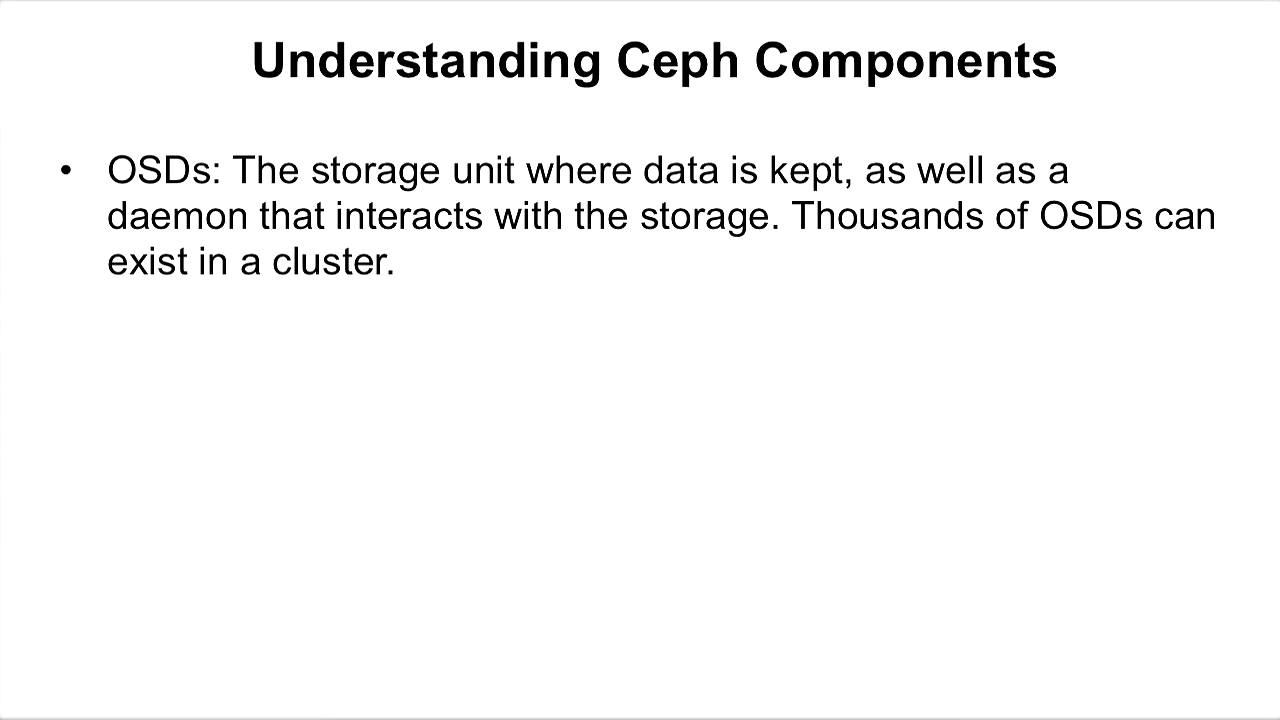 Understanding Ceph Components
• OSDs: The storage unit where data is kept, as well as a
daemon that interacts with the storage. Thousands of OSDs can
exist in a cluster.